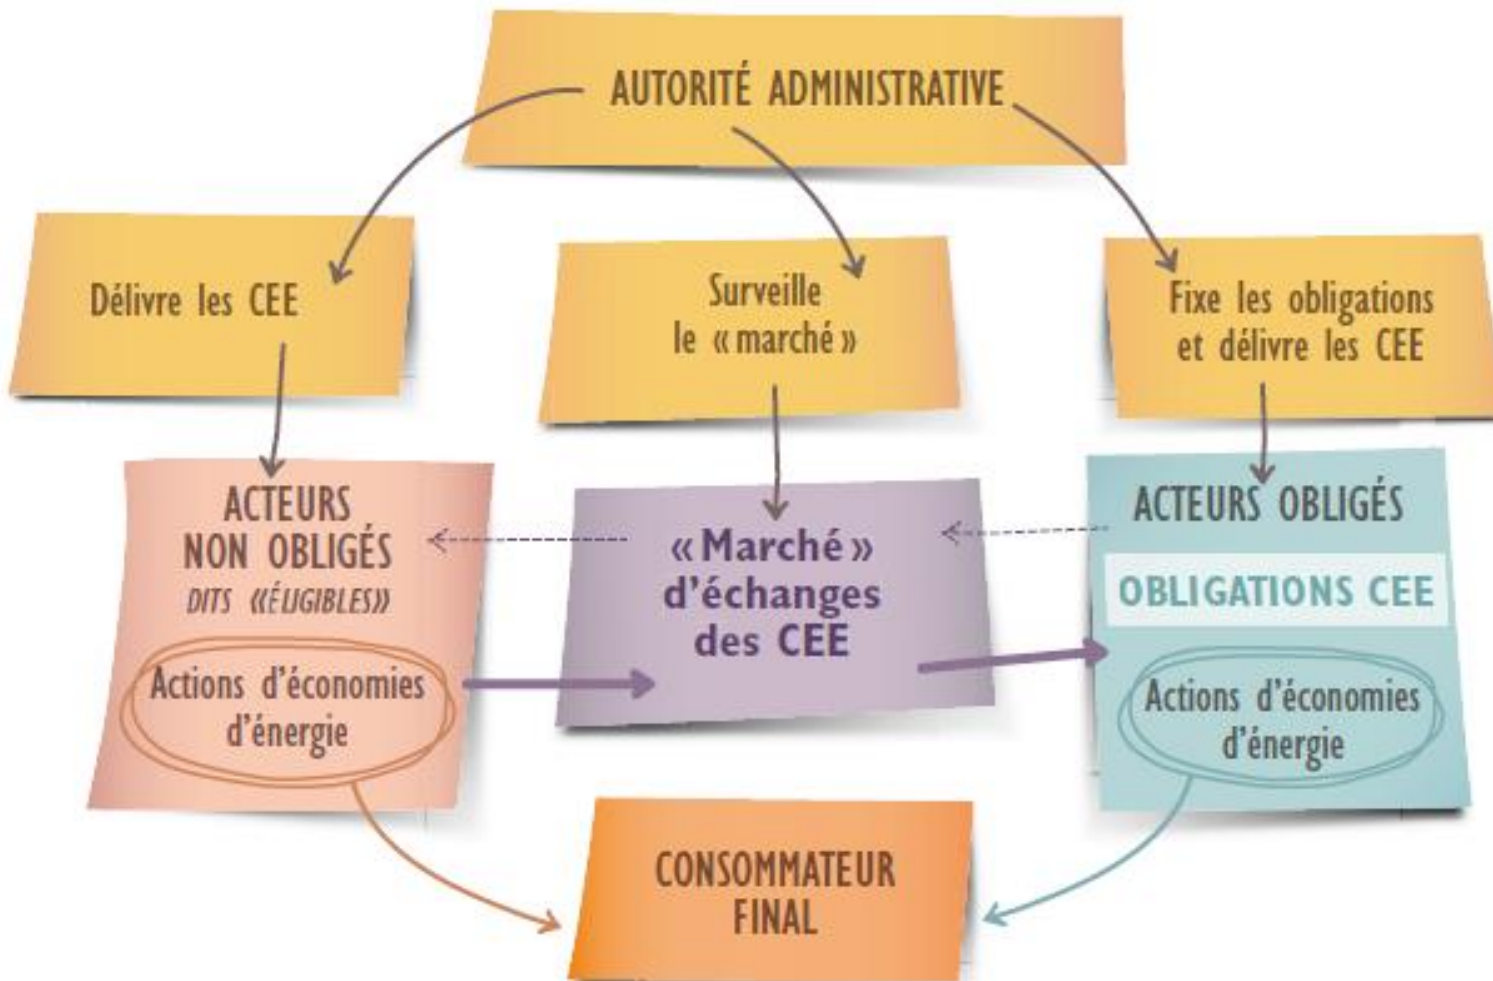 AUTORITÉ ADMINISTRATIVE
Délivre les CEE
Surveille
le « marché »
Fixe les obligations
et délivre les CEE
ACTEURS
NON OBLIGÉS
DITS «ÉLIGIBLES»
Actions d'économies
d'énergie
« Marché »
d'échanges
des CEE
ACTEURS OBLIGÉS
OBLIGATIONS CEE
Actions d'économies
d'énergie
CONSOMMATEUR
FINAL